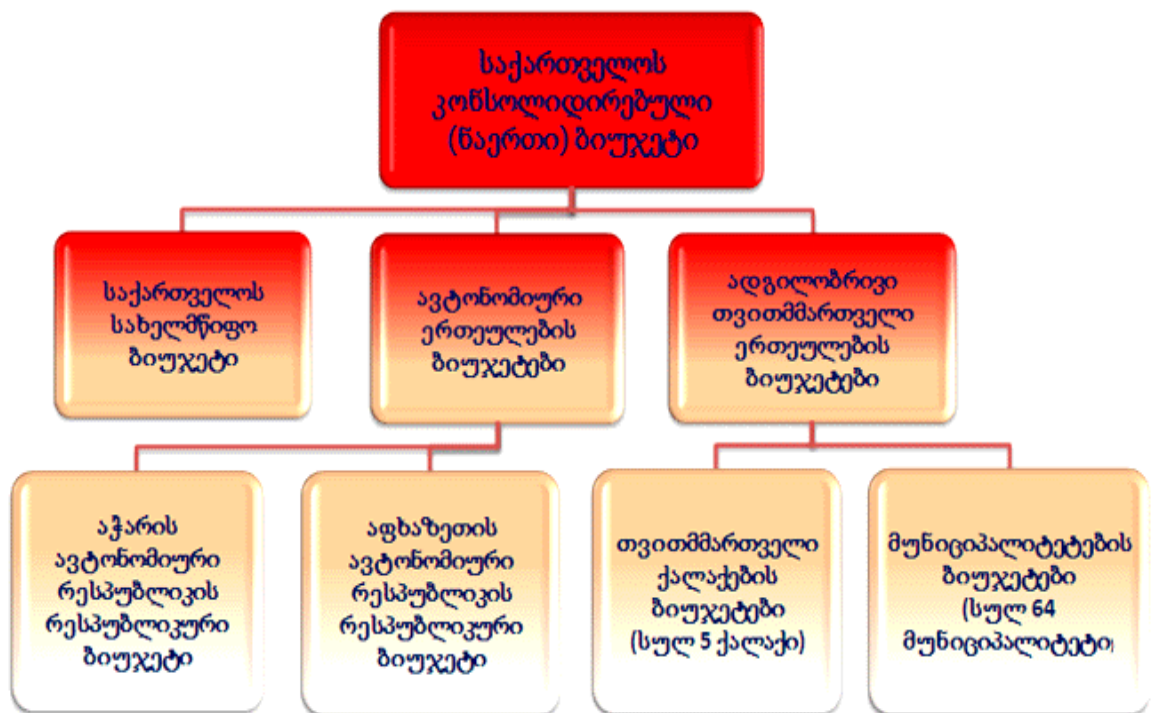 საქართველოს
კონსოლიდირებული
(ნაერთი) ბიუჯეტი
საქართველოს
სახელმწიფო
ბიუჯეტი
ავტონომიური
ერთეულების
ბიუჯეტები
ადგილობრივი
თვითმმართველი
ერთეულების
ბიუჯეტები
აჭარის
ავტონომიური
რესპუბლიკის
რესპუბლიკური
ბიუჯეტი
აფხაზეთის
ავტონომიური
რესპუბლიკის
რესპუბლიკური
ბიუჯეტი
თვითმმართველი
ქალაქების
ბიუჯეტები
(სულ 5 ქალაქი)
მუნიციპალიტეტების
ბიუჯეტები
(სულ 64
მუნიციპალიტეტი